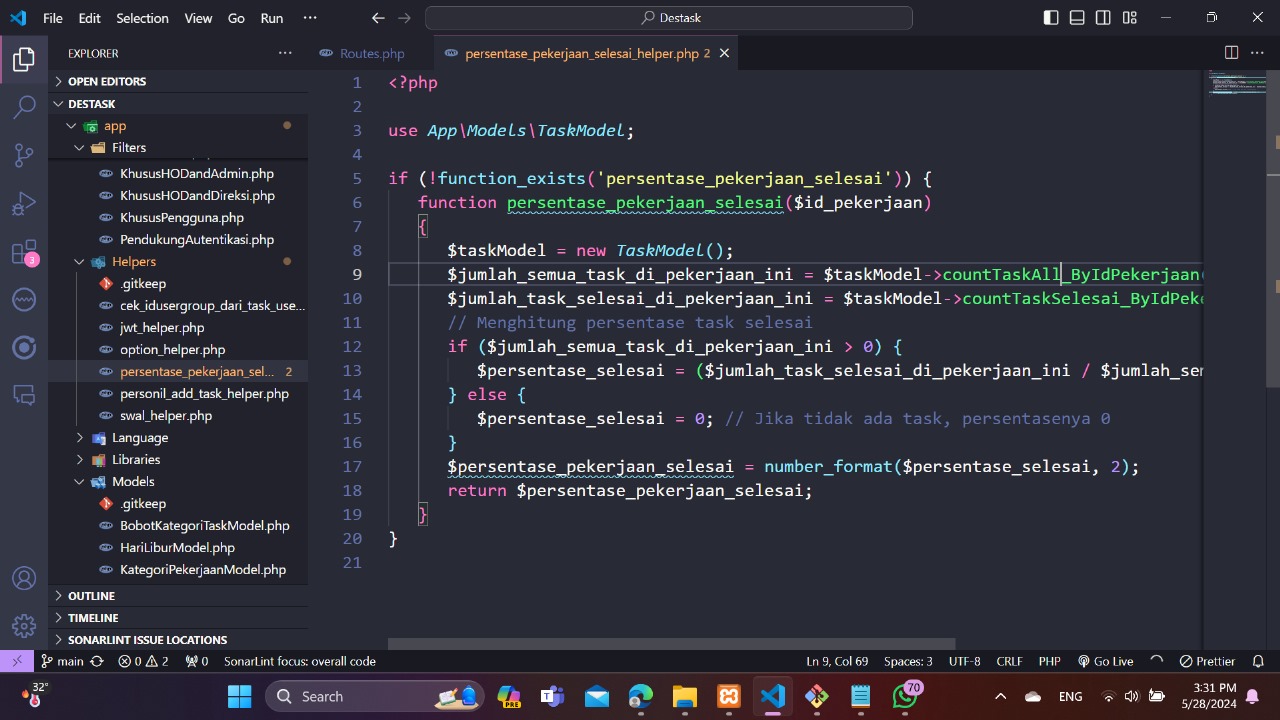 File Edit Selection View Go Run ··· Destask
EXPLORER ···
Routes.php
persentase_pekerjaan_selesai_helper.php 2
OPEN EDITORS
DESTASK
app
Filters
KhususHODandAdmin.php
KhususHODandDireksi.php
KhususPengguna.php
PendukungAutentikasi.php
Helpers
.gitkeep
cek_idusergroup_dari_task_use...
jwt_helper.php
option_helper.php
persentase_pekerjaan_sel... 2
personil_add_task_helper.php
swal_helper.php
Language
Libraries
Models
.gitkeep
BobotKategoriTaskModel.php
HariLiburModel.php
KategoriPekerjaanModel.php
OUTLINE
TIMELINE
SONARLINT ISSUE LOCATIONS
3
1 <?php
2
3 use App\Models\TaskModel;
4
5 if (!function_exists('persentase_pekerjaan_selesai')) {
6 function persentase_pekerjaan_selesai($id_pekerjaan)
7 {
8 $taskModel = new TaskModel();
9 $jumlah_semua_task_di_pekerjaan_ini = $taskModel->countTaskAll_ByIdPekerjaan(
10 $jumlah_task_selesai_di_pekerjaan_ini = $taskModel->countTaskSelesai_ByIdPeke
11 // Menghitung persentase task selesai
12 if ($jumlah_semua_task_di_pekerjaan_ini > 0) {
13 $persentase_selesai = ($jumlah_task_selesai_di_pekerjaan_ini / $jumlah_sem
14 } else {
15 $persentase_selesai = 0; // Jika tidak ada task, persentasenya 0
16 }
17 $persentase_pekerjaan_selesai = number_format($persentase_selesai, 2);
18 return $persentase_pekerjaan_selesai;
19 }
20 }
21
main 0 2 0 SonarLint focus: overall code Ln 9, Col 69 Spaces: 3 UTF-8 CRLF PHP Go Live Prettier
32° Search PRE 70 ENG 3:31 PM
5/28/2024